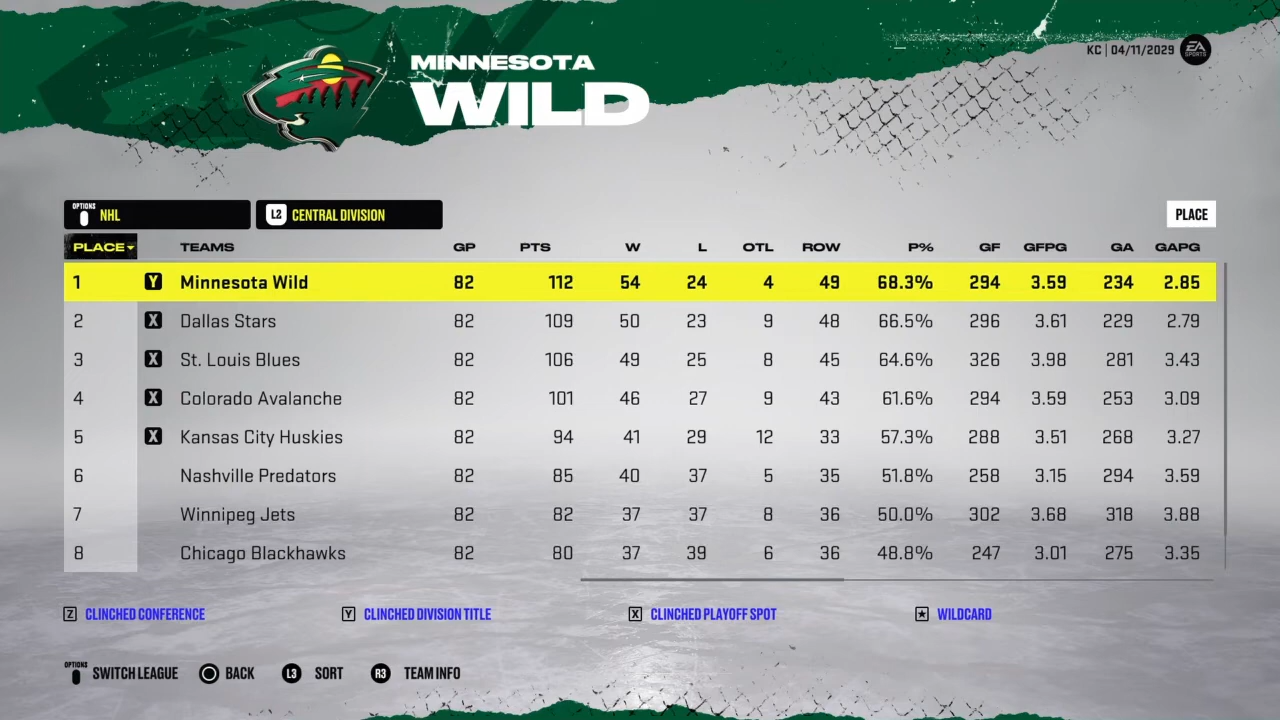 MINNESOTA
WILD
KC | 04/11/2029
EA SPORTS
OPTIONS NHL
L2 CENTRAL DIVISION
PLACE
PLACE TEAMS GP PTS W L OTL ROW P% GF GFPG GA GAPG
1 Y Minnesota Wild 82 112 54 24 4 49 68.3% 294 3.59 234 2.85
2 X Dallas Stars 82 109 50 23 9 48 66.5% 296 3.61 229 2.79
3 X St. Louis Blues 82 106 49 25 8 45 64.6% 326 3.98 281 3.43
4 X Colorado Avalanche 82 101 46 27 9 43 61.6% 294 3.59 253 3.09
5 X Kansas City Huskies 82 94 41 29 12 33 57.3% 288 3.51 268 3.27
6 Nashville Predators 82 85 40 37 5 35 51.8% 258 3.15 294 3.59
7 Winnipeg Jets 82 82 37 37 8 36 50.0% 302 3.68 318 3.88
8 Chicago Blackhawks 82 80 37 39 6 36 48.8% 247 3.01 275 3.35
Z CLINCHED CONFERENCE Y CLINCHED DIVISION TITLE X CLINCHED PLAYOFF SPOT ★ WILDCARD
OPTIONS SWITCH LEAGUE BACK L3 SORT R3 TEAM INFO